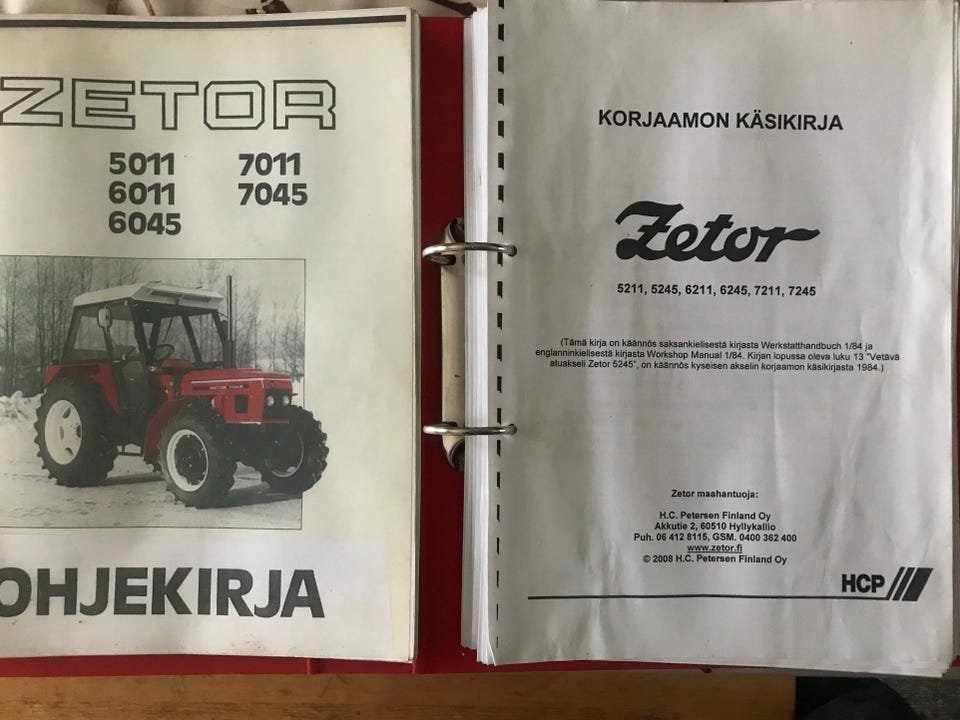 ZETOR
5011 7011
6011 7045
6045
OHJEKIRJA
KORJAAMON KÄSIKIRJA
Zetor
5211, 5245, 6211, 6245, 7211, 7245
(Tämä kirja on käännös saksankielisestä kirjasta Werkstatthandbuch 1/84 ja
englanninkielisestä kirjasta Workshop Manual 1/84. Kirjan lopussa oleva luku 13 "Vetävä
atuakseli Zetor 5245", on käännös kyseisen akselin korjaamon käsikirjasta 1984.)
Zetor maahantuoja:
H.C. Petersen Finland Oy
Akkutie 2, 60510 Hyllykallio
Puh. 06 412 8115, GSM. 0400 362 400
www.zetor.fi
© 2008 H.C. Petersen Finland Oy
HCP